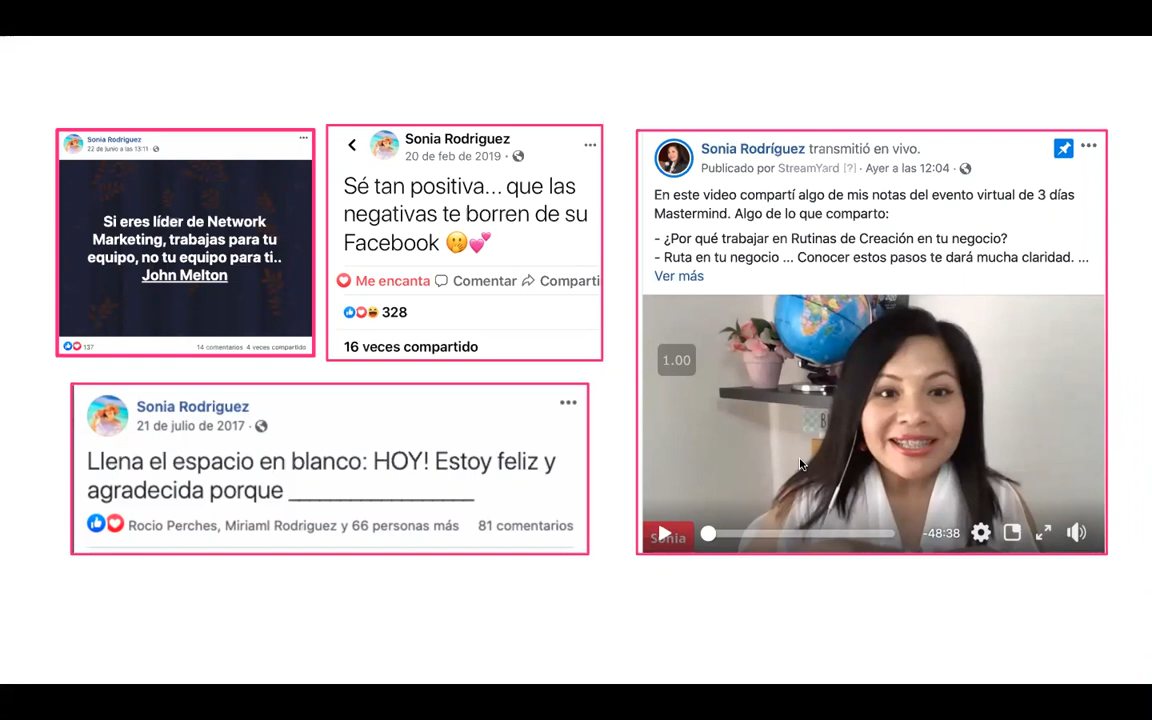 Sonia Rodriguez
22 de junio a las 13:11 ·
Si eres líder de Network
Marketing, trabajas para tu
equipo, no tu equipo para ti..
John Melton
137
14 comentarios 4 veces compartido
Sonia Rodriguez
20 de feb de 2019 ·
Sé tan positiva... que las
negativas te borren de su
Facebook 🤭💕
Me encanta Comentar Comparti
328
16 veces compartido
Sonia Rodriguez
21 de julio de 2017 ·
Llena el espacio en blanco: HOY! Estoy feliz y
agradecida porque _________________
Rocio Perches, Miriaml Rodriguez y 66 personas más 81 comentarios
Sonia Rodríguez transmitió en vivo.
Publicado por StreamYard [?] · Ayer a las 12:04 ·
En este video compartí algo de mis notas del evento virtual de 3 días
Mastermind. Algo de lo que comparto:
- ¿Por qué trabajar en Rutinas de Creación en tu negocio?
- Ruta en tu negocio ... Conocer estos pasos te dará mucha claridad. ...
Ver más
1.00
B
Sonia
-48:38